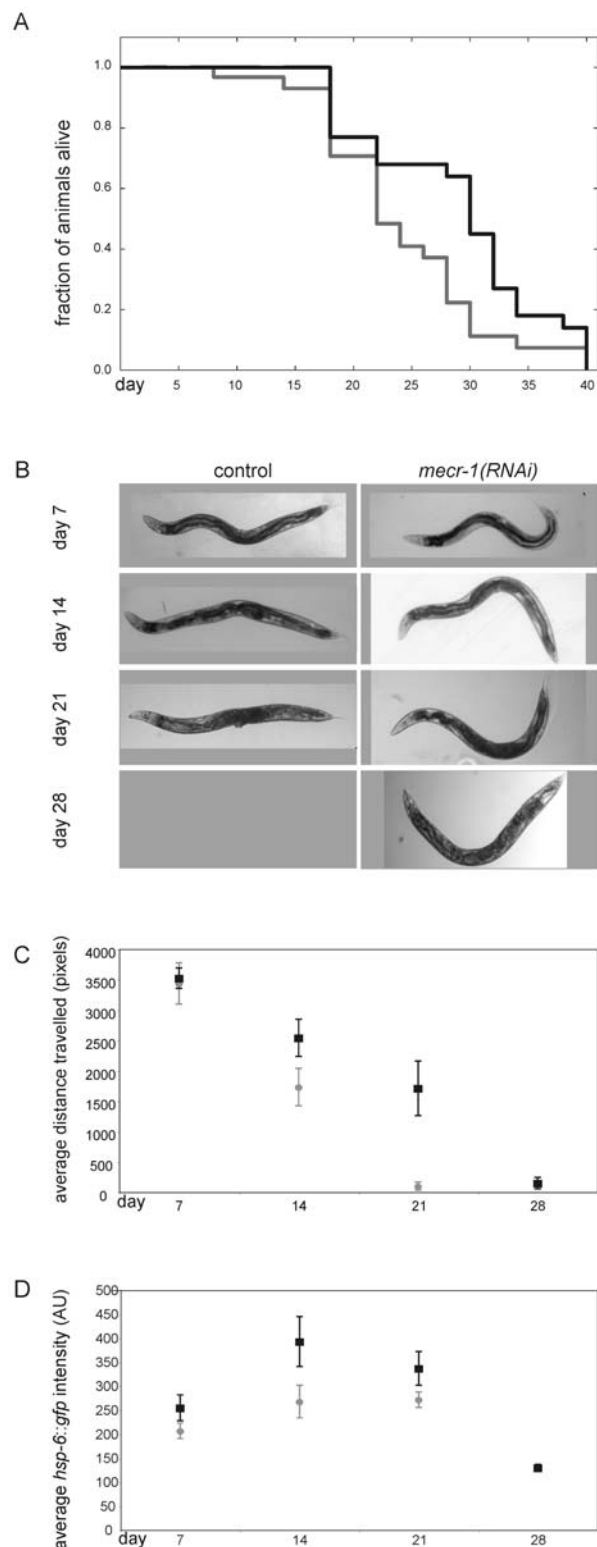 A
fraction of animals alive
1.0
0.8
0.6
0.4
0.2
0.0
day 5 10 15 20 25 30 35 40
B
control mecr-1(RNAi)
day 7
day 14
day 21
day 28
C
average distance travelled (pixels)
4000
3500
3000
2500
2000
1500
1000
500
0
day 7 14 21 28
D
average hsp-6::gfp intensity (AU)
500
450
400
350
300
250
200
150
100
50
0
day 7 14 21 28